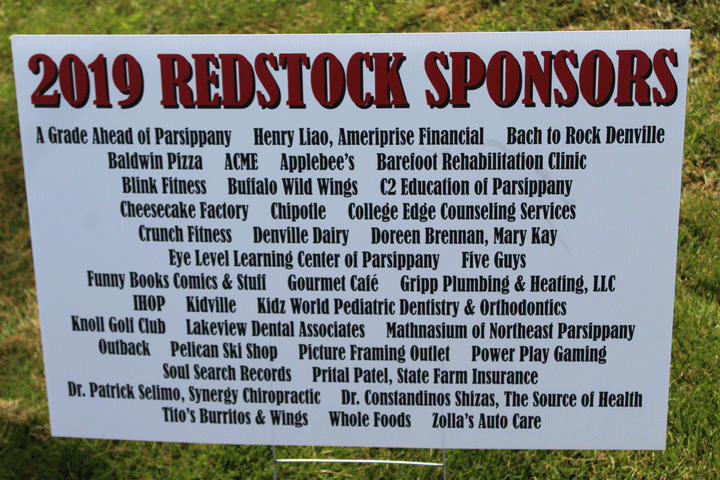 2019 REDSTOCK SPONSORS
A Grade Ahead of Parsippany Henry Liao, Ameriprise Financial Bach to Rock Denville
Baldwin Pizza ACME Applebee's Barefoot Rehabilitation Clinic
Blink Fitness Buffalo Wild Wings C2 Education of Parsippany
Cheesecake Factory Chipotle College Edge Counseling Services
Crunch Fitness Denville Dairy Doreen Brennan, Mary Kay
Eye Level Learning Center of Parsippany Five Guys
Funny Books Comics & Stuff Gourmet Café Gripp Plumbing & Heating, LLC
IHOP Kidville Kidz World Pediatric Dentistry & Orthodontics
Knoll Golf Club Lakeview Dental Associates Mathnasium of Northeast Parsippany
Outback Pelican Ski Shop Picture Framing Outlet Power Play Gaming
Soul Search Records Prital Patel, State Farm Insurance
Dr. Patrick Selimo, Synergy Chiropractic Dr. Constandinos Shizas, The Source of Health
Tito's Burritos & Wings Whole Foods Zolla's Auto Care